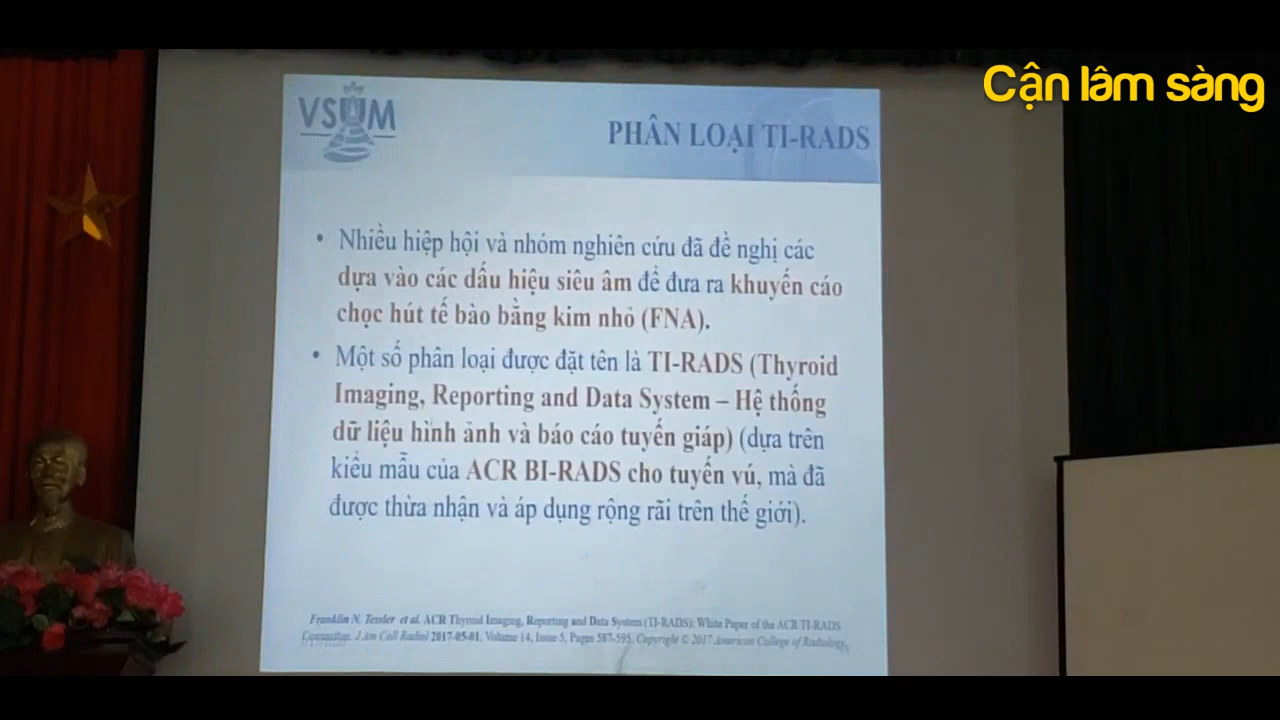 Cận lâm sàng
VSUM
PHÂN LOẠI TI-RADS
• Nhiều hiệp hội và nhóm nghiên cứu đã đề nghị các
dựa vào các dấu hiệu siêu âm để đưa ra khuyến cáo
chọc hút tế bào bằng kim nhỏ (FNA).
• Một số phân loại được đặt tên là TI-RADS (Thyroid
Imaging, Reporting and Data System – Hệ thống
dữ liệu hình ảnh và báo cáo tuyến giáp) (dựa trên
kiểu mẫu của ACR BI-RADS cho tuyến vú, mà đã
được thừa nhận và áp dụng rộng rãi trên thế giới).
Franklin N. Tessler et al. ACR Thyroid Imaging, Reporting and Data System (TI-RADS): White Paper of the ACR TI-RADS
Committee. J Am Coll Radiol 2017-05-01, Volume 14, Issue 5, Pages 587-595, Copyright © 2017 American College of Radiology